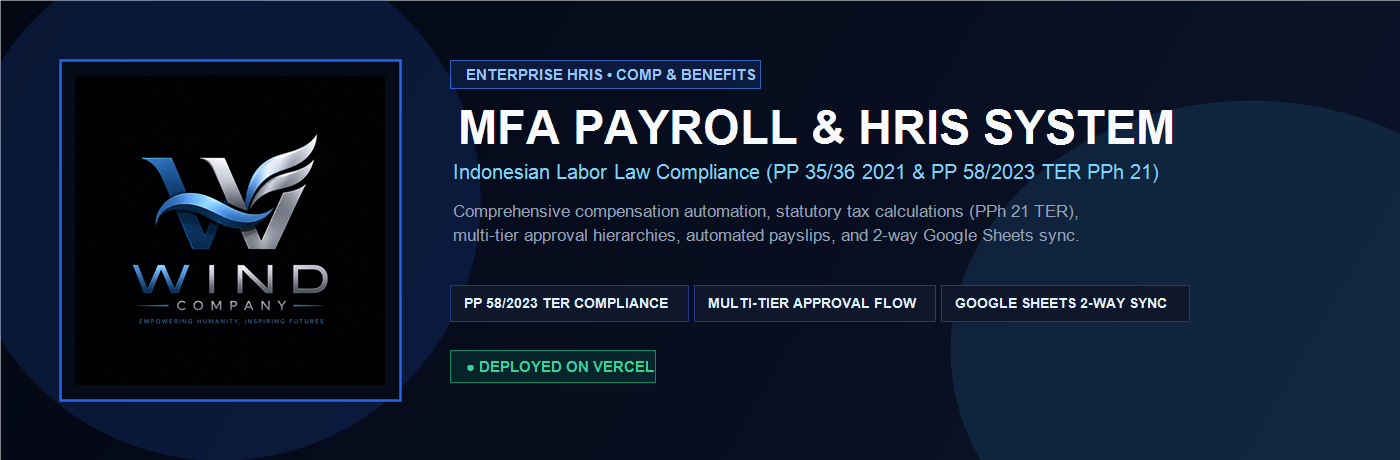 WIND
COMPANY
EMPOWERING HUMANITY, INSPIRING FUTURES
ENTERPRISE HRIS • COMP & BENEFITS
MFA PAYROLL & HRIS SYSTEM
Indonesian Labor Law Compliance (PP 35/36 2021 & PP 58/2023 TER PPh 21)
Comprehensive compensation automation, statutory tax calculations (PPh 21 TER),
multi-tier approval hierarchies, automated payslips, and 2-way Google Sheets sync.
PP 58/2023 TER COMPLIANCE
MULTI-TIER APPROVAL FLOW
GOOGLE SHEETS 2-WAY SYNC
● DEPLOYED ON VERCEL